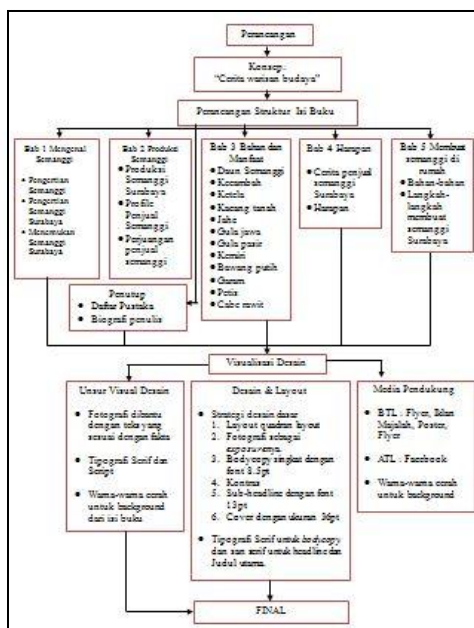 Perancangan
Konsep:
"Cerita warisan budaya"
Perancangan Struktur Isi Buku
Bab 1 Mengenal
Semanggi
● Pengertian
Semanggi
● Pengertian
Semanggi
Surabaya
● Menemukan
Semanggi
Surabaya
Bab 2 Produksi
Semanggi
● Produksi
Semanggi
Surabaya
● Profile
Penjual
Semanggi
● Perjuangan
penjual
semanggi
Bab 3 Bahan dan
Manfaat
● Daun Semanggi
● Kecambah
● Ketela
● Kacang tanah
● Jahe
● Gula jawa
● Gula pasir
● Kemiri
● Bawang putih
● Garam
● Petis
● Cabe rawit
Bab 4 Harapan
● Cerita penjual
semanggi
Surabaya
● Harapan
Bab 5 Membuat
semanggi di
rumah
● Bahan-bahan
● Langkah-
langkah
membuat
semanggi
Surabaya
Penutup
● Daftar Pustaka
● Biografi penulis
Visualisasi Desain
Unsur Visual Desain
● Fotografi dibantu
dengan teks yang
sesuai dengan fakta
● Tipografi Serif dan
Script
● Warna-warna cerah
untuk background
dari isi buku
Desain & Layout
● Strategi desain dasar
1. Layout quadran layout
2. Fotografi sebagai
exposurenya.
3. Bodycopy singkat dengan
font 8.5pt
4. Kontras
5. Sub-headline dengan font
13pt
6. Cover dengan ukuran 36pt
● Tipografi Serif untuk bodycopy
dan san serif untuk headline dan
Judul utama.
Media Pendukung
● BTL : Flyer, Iklan
Majalah, Poster,
Flyer
● ATL : Facebook
● Warna-warna cerah
untuk background
FINAL